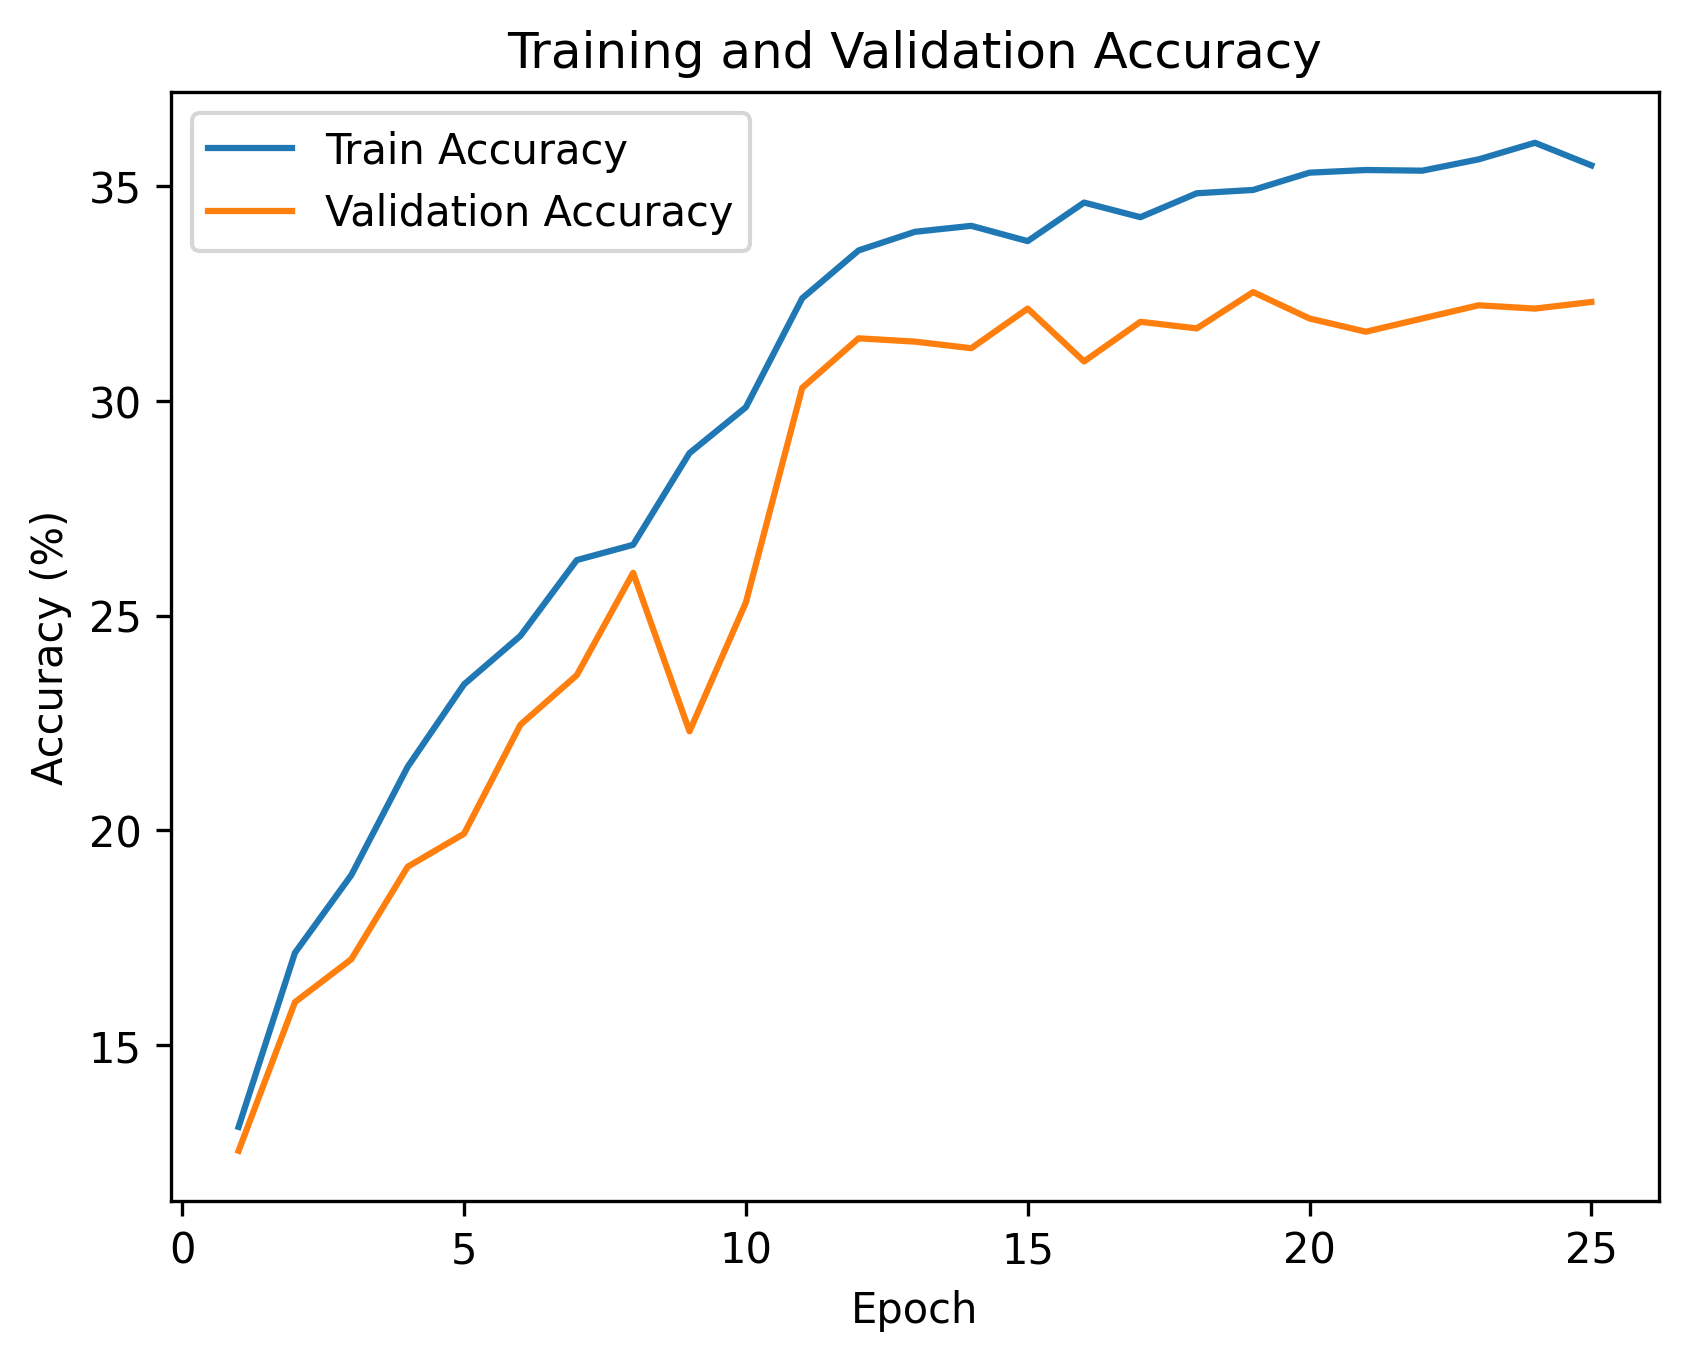 Training and Validation Accuracy
Train Accuracy
Validation Accuracy
Accuracy (%)
35
30
25
20
15
0 5 10 15 20 25
Epoch